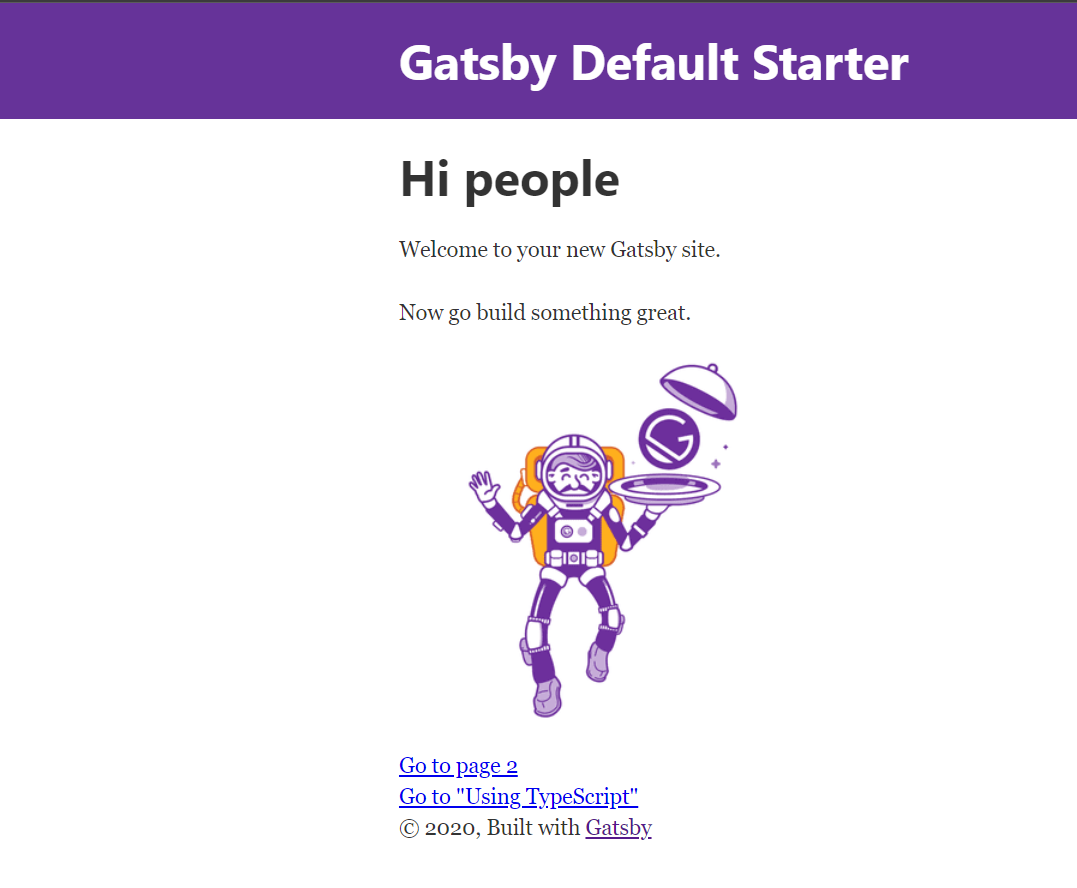 Gatsby Default Starter
Hi people
Welcome to your new Gatsby site.
Now go build something great.
Go to page 2
Go to "Using TypeScript"
© 2020, Built with Gatsby